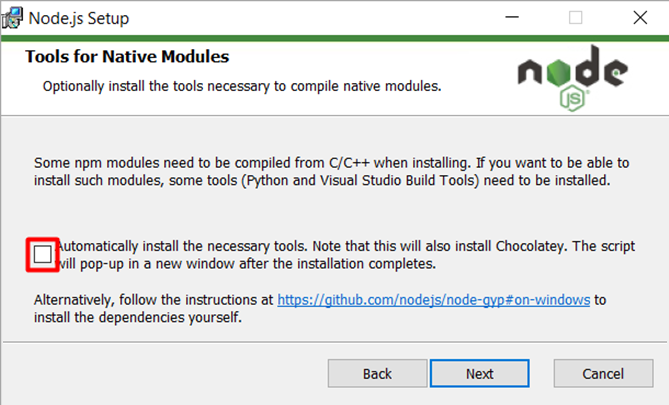 Node.js Setup
Tools for Native Modules
Optionally install the tools necessary to compile native modules.
node
JS
Some npm modules need to be compiled from C/C++ when installing. If you want to be able to
install such modules, some tools (Python and Visual Studio Build Tools) need to be installed.
Automatically install the necessary tools. Note that this will also install Chocolatey. The script
will pop-up in a new window after the installation completes.
Alternatively, follow the instructions at https://github.com/nodejs/node-gyp#on-windows to
install the dependencies yourself.
Back Next Cancel